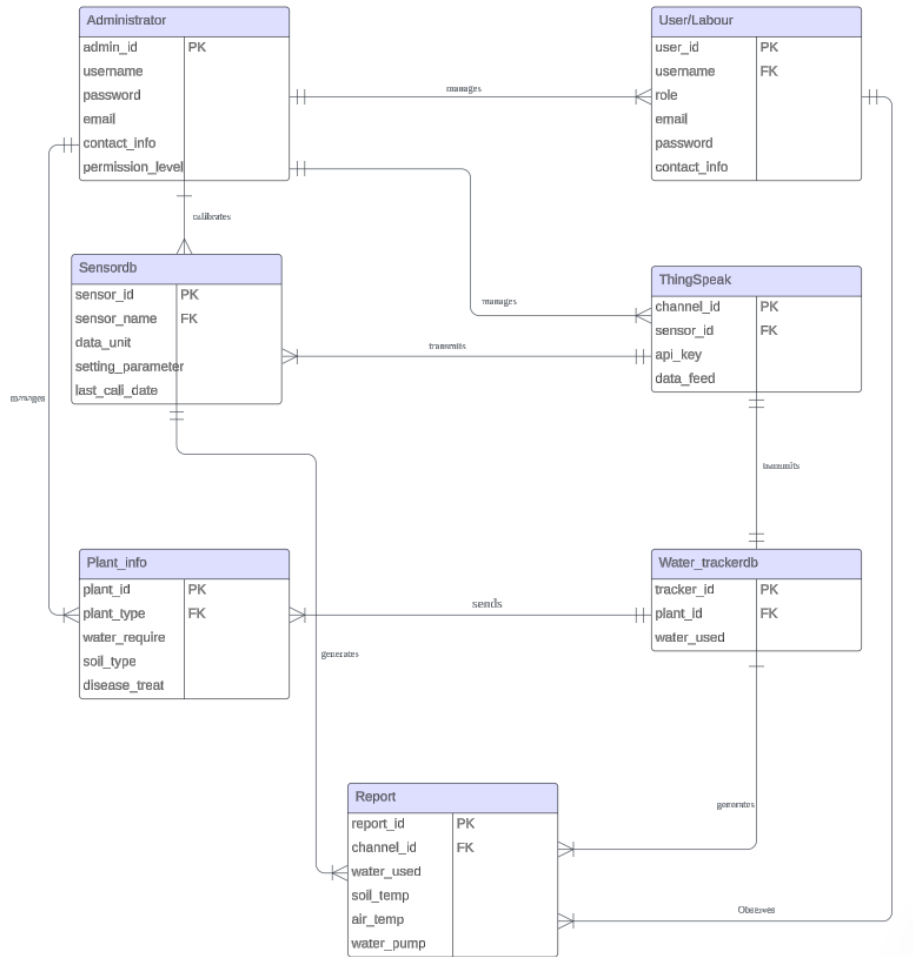 Administrator
admin_id PK
username
password
email
contact_info
permission_level
User/Labour
user_id PK
username FK
role
email
password
contact_info
manages
calibrates
Sensordb
sensor_id PK
sensor_name FK
data_unit
setting_parameter
last_cali_date
ThingSpeak
channel_id PK
sensor_id FK
api_key
data_feed
manages
transmits
manages
transmits
Plant_info
plant_id PK
plant_type FK
water_require
soil_type
disease_treat
Water_trackerdb
tracker_id PK
plant_id FK
water_used
sends
generates
Report
report_id PK
channel_id FK
water_used
soil_temp
air_temp
water_pump
generates
Observes